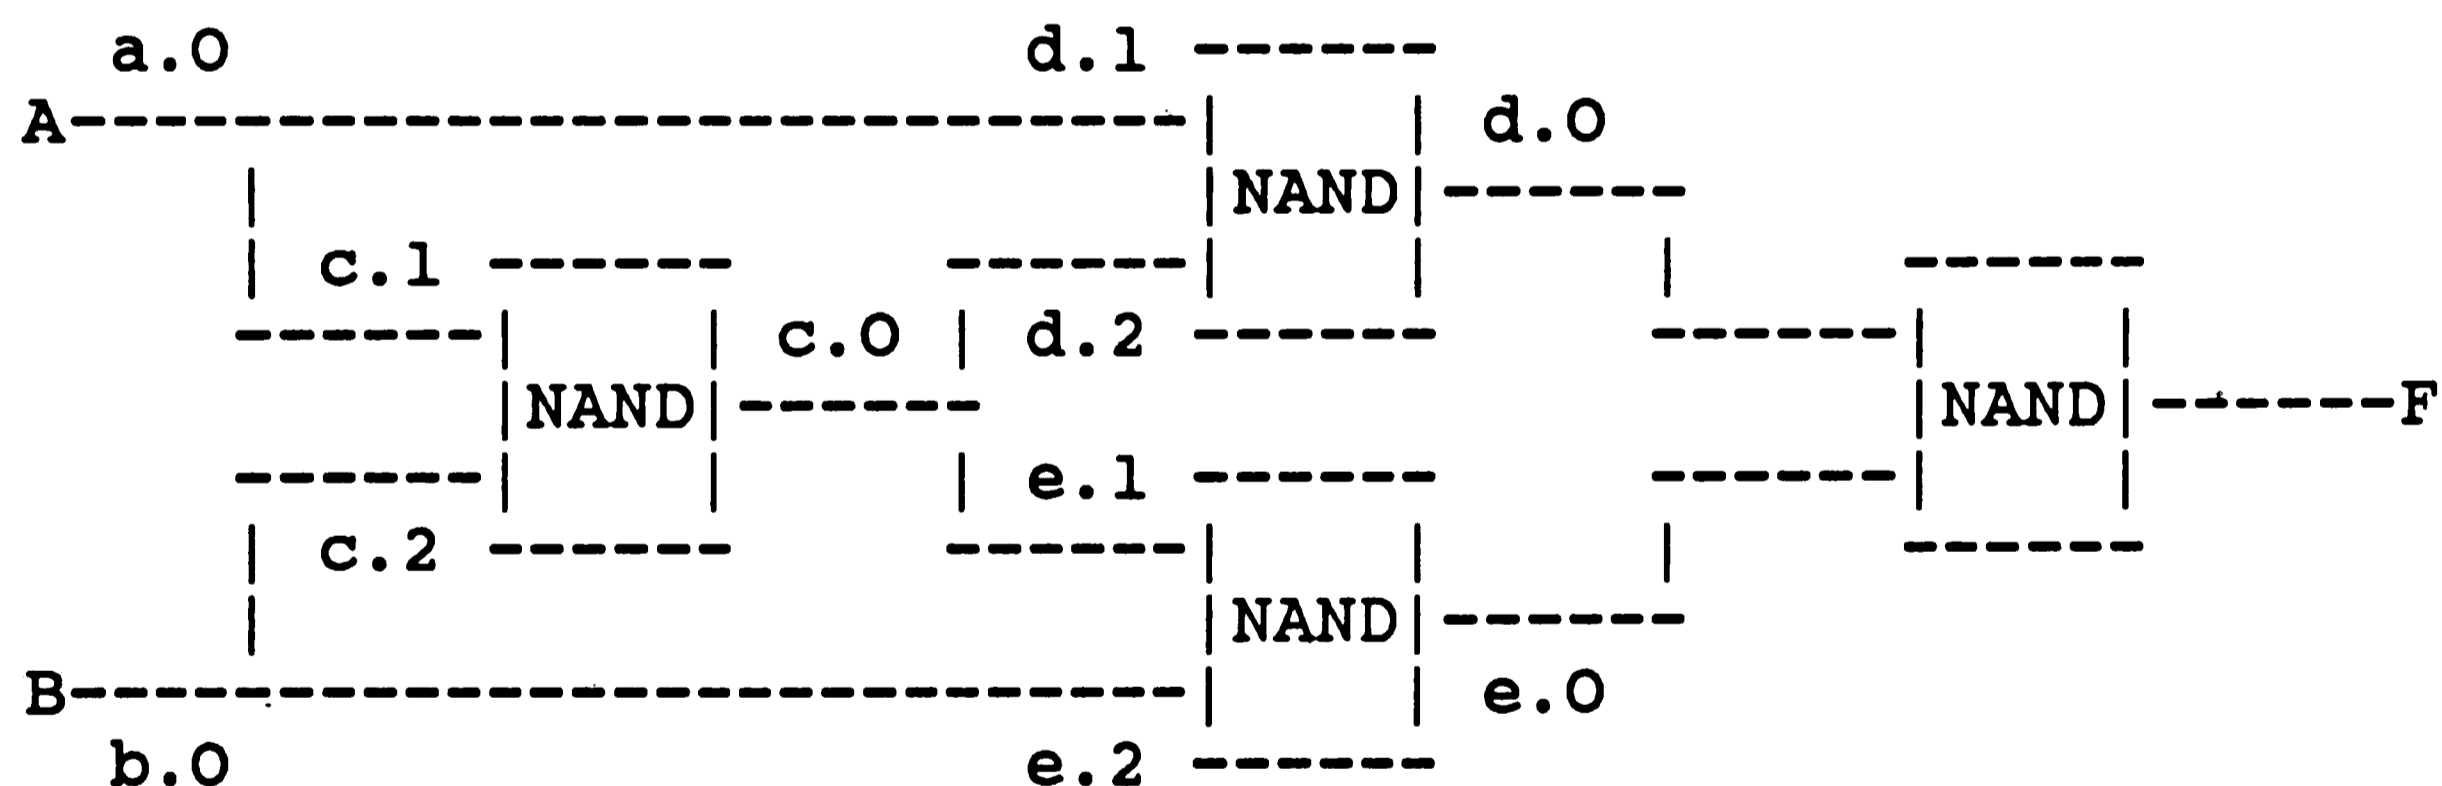 a.0 d.1
A d.0
NAND
c.1
c.0 d.2
NAND NAND F
e.1
c.2
NAND
B e.0
b.0 e.2